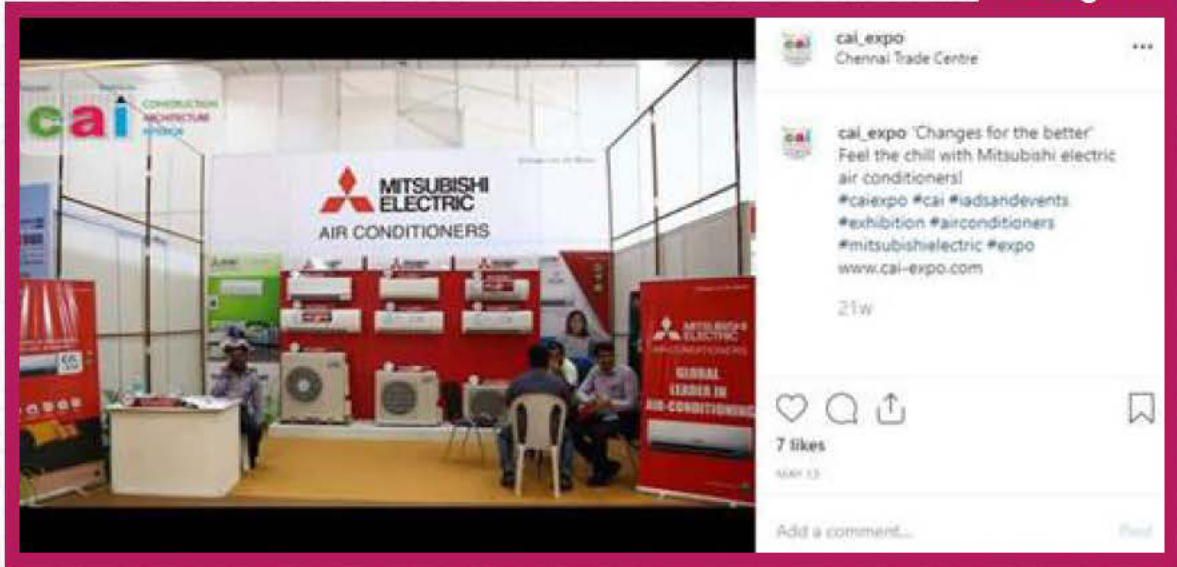 cai
CONSTRUCTION
ARCHITECTURE
INTERIOR
MITSUBISHI
ELECTRIC
AIR CONDITIONERS
MITSUBISHI
ELECTRIC
AIR-CONDITIONERS
GLOBAL
LEADER IN
AIR-CONDITIONING
cai_expo
Chennai Trade Centre
cai_expo 'Changes for the better'
Feel the chill with Mitsubishi electric
air conditioners!
#caiexpo #cai #iadsandevents
#exhibition #airconditioners
#mitsubishielectric #expo
www.cai-expo.com
21w
7 likes
MAY 13
Add a comment...
Post